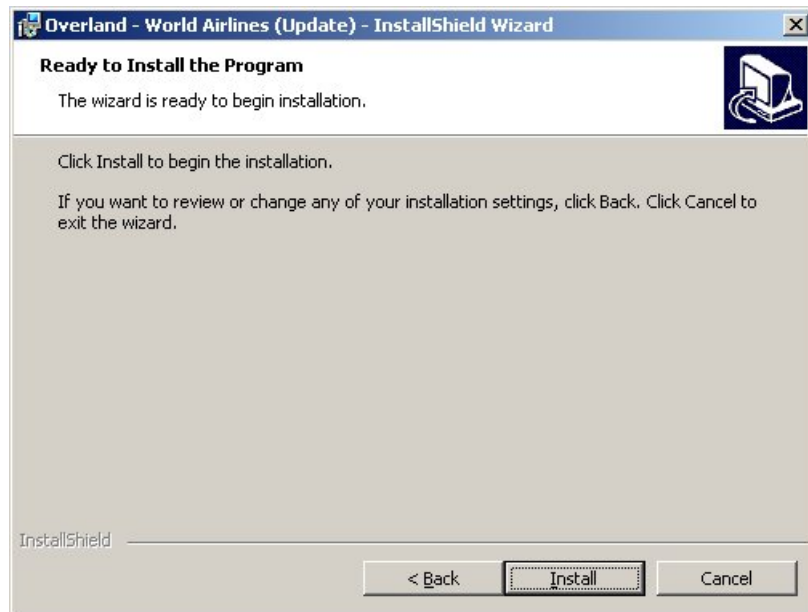 Overland - World Airlines (Update) - InstallShield Wizard
Ready to Install the Program
The wizard is ready to begin installation.
Click Install to begin the installation.
If you want to review or change any of your installation settings, click Back. Click Cancel to
exit the wizard.
InstallShield
< Back
Install
Cancel